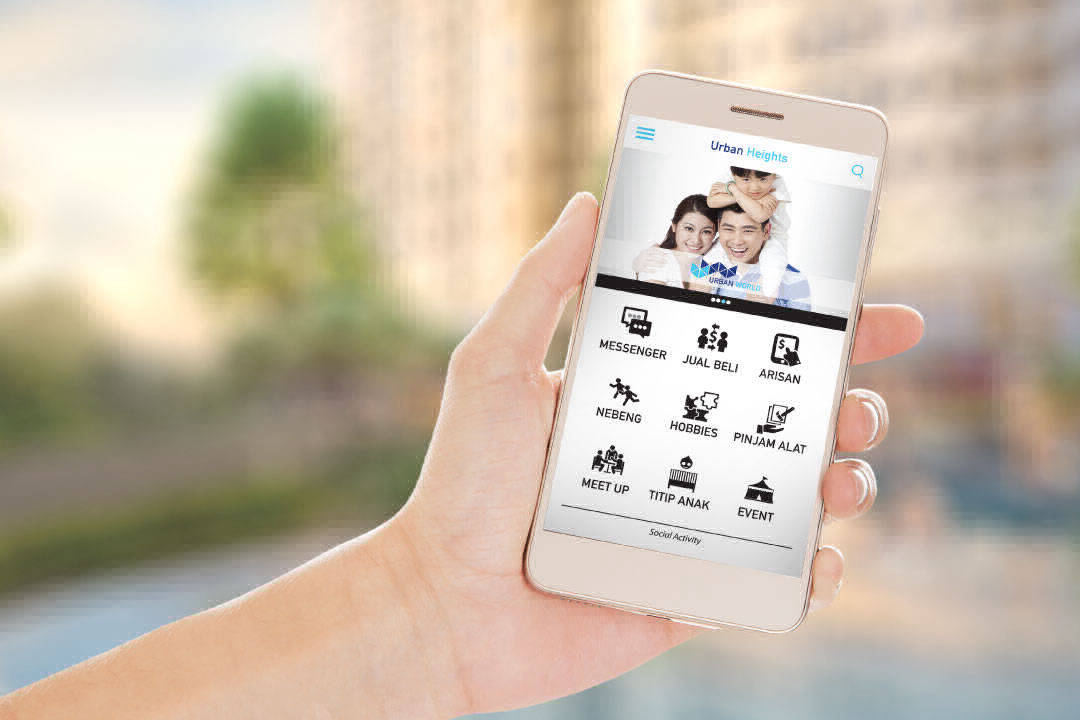 Urban Heights
URBAN WORLD
MESSENGER
JUAL BELI
ARISAN
NEBENG
HOBBIES
PINJAM ALAT
MEET UP
TITIP ANAK
EVENT
Social Activity